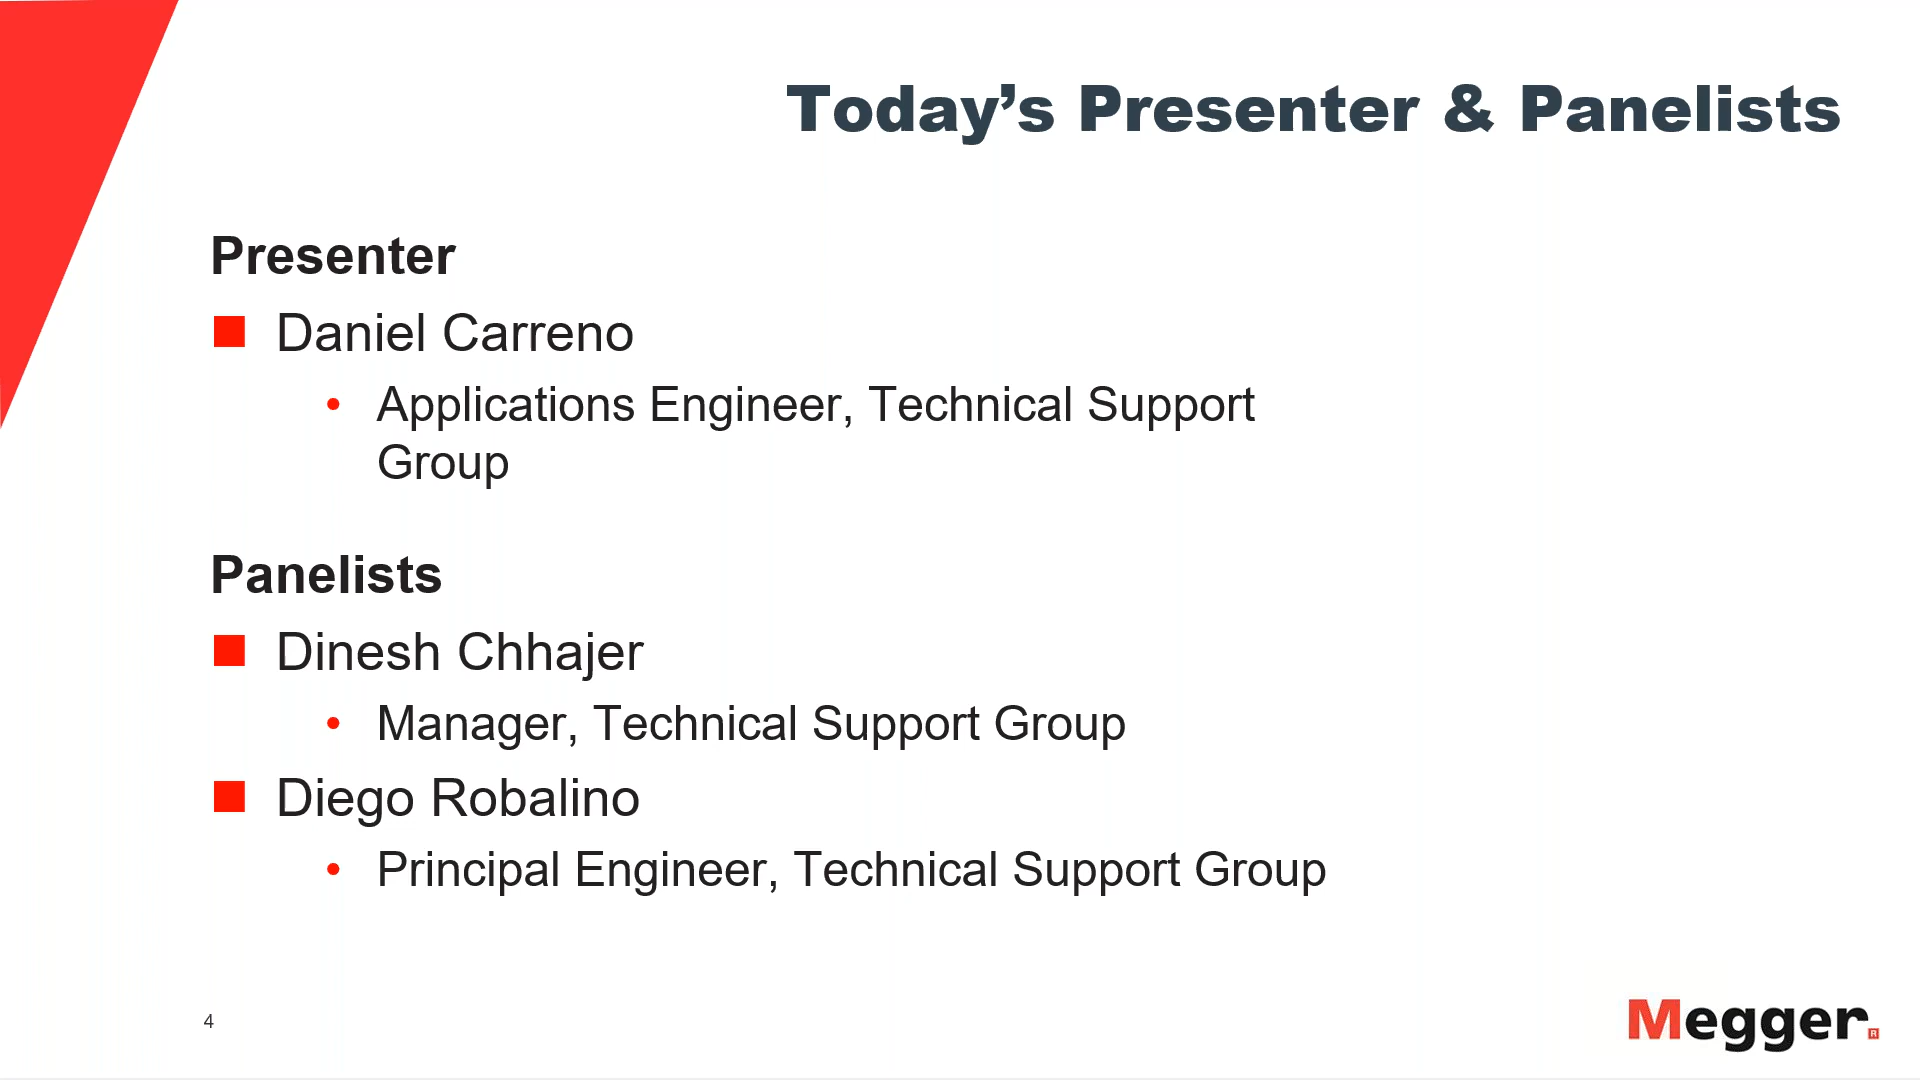 Today’s Presenter & Panelists
Presenter
Daniel Carreno
Applications Engineer, Technical Support
Group
Panelists
Dinesh Chhajer
Manager, Technical Support Group
Diego Robalino
Principal Engineer, Technical Support Group
4
Megger.